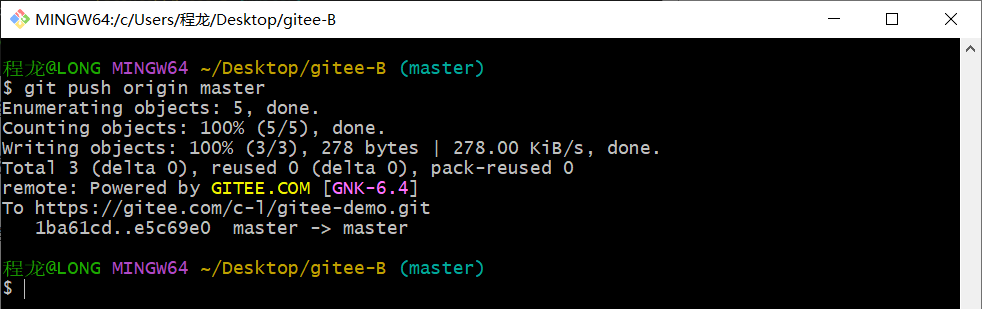 MINGW64:/c/Users/程龙/Desktop/gitee-B
程龙@LONG MINGW64 ~/Desktop/gitee-B (master)
$ git push origin master
Enumerating objects: 5, done.
Counting objects: 100% (5/5), done.
Writing objects: 100% (3/3), 278 bytes | 278.00 KiB/s, done.
Total 3 (delta 0), reused 0 (delta 0), pack-reused 0
remote: Powered by GITEE.COM [GNK-6.4]
To https://gitee.com/c-l/gitee-demo.git
   1ba61cd..e5c69e0  master -> master
程龙@LONG MINGW64 ~/Desktop/gitee-B (master)
$